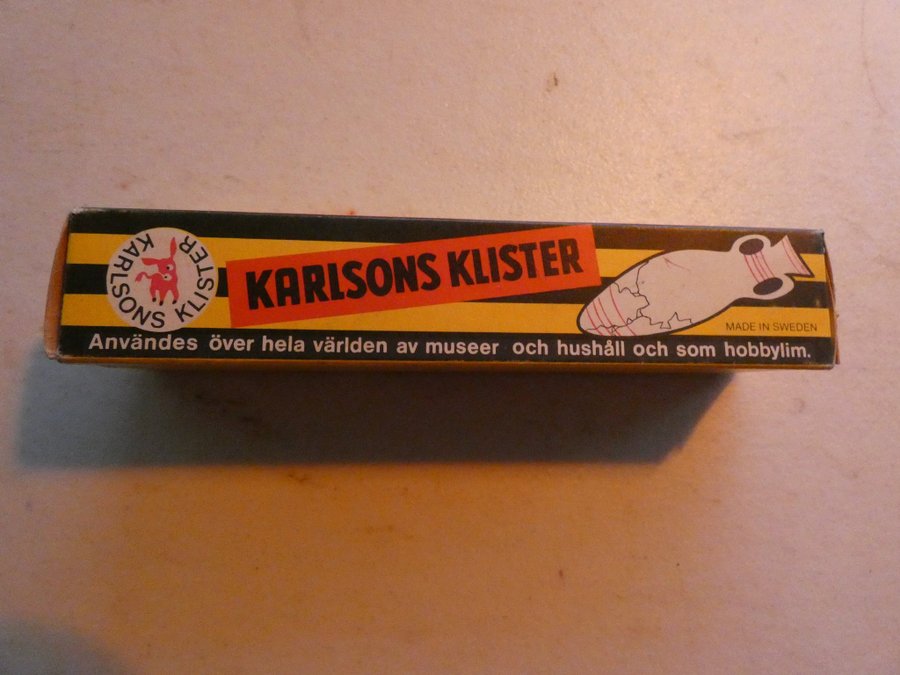 KARLSONS KLISTER
KARLSONS KLISTER
MADE IN SWEDEN
Användes över hela världen av museer och hushåll och som hobbylim.